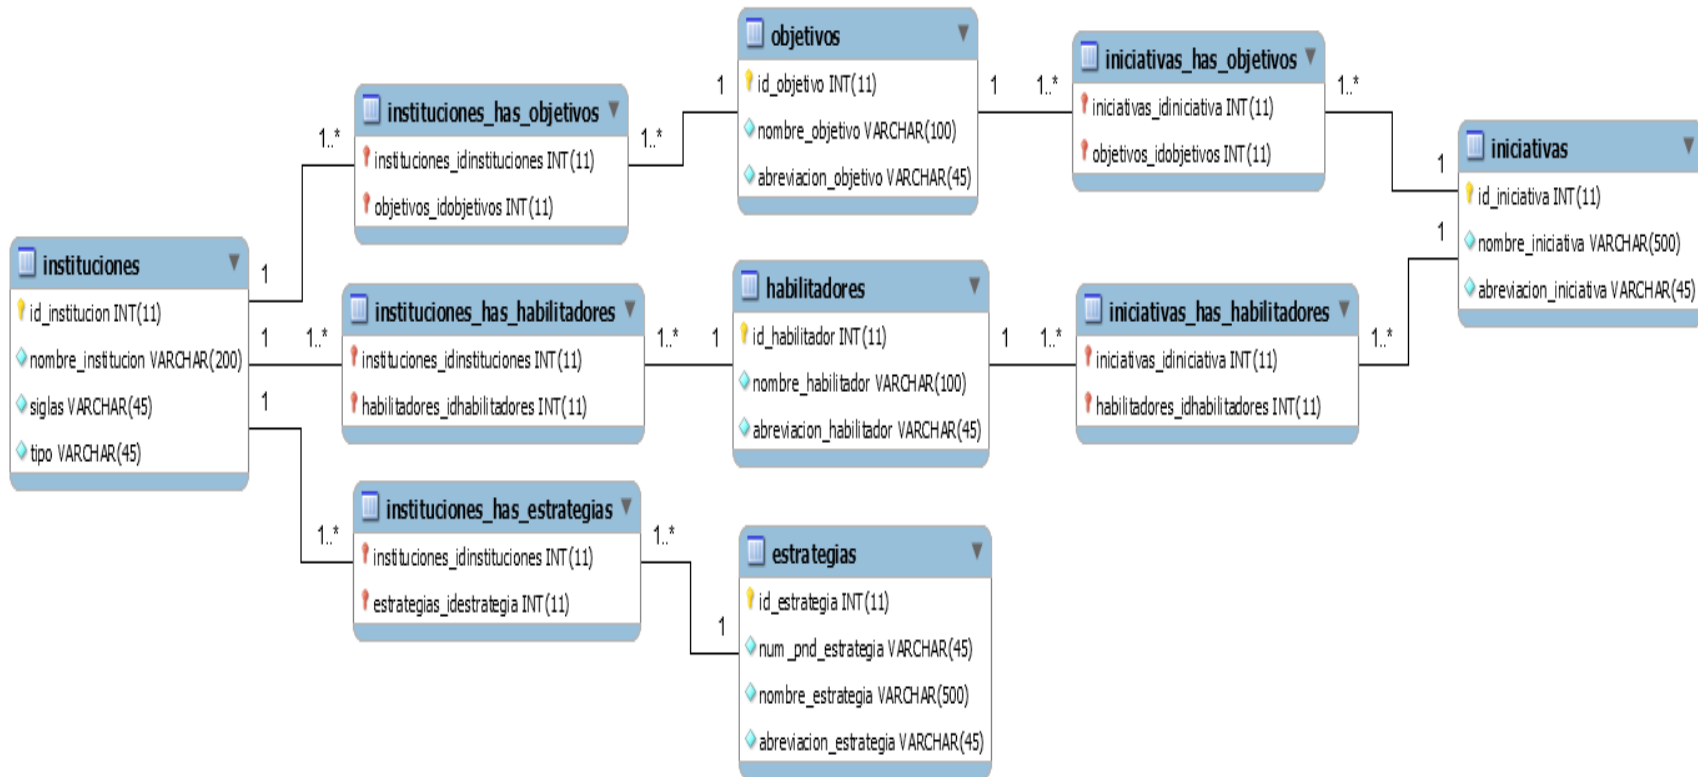 objetivos
id_objetivo INT(11)
nombre_objetivo VARCHAR(100)
abreviacion_objetivo VARCHAR(45)
1
1
iniciativas_has_objetivos
iniciativas_idiniciativa INT(11)
objetivos_idobjetivos INT(11)
1..*
1..*
instituciones_has_objetivos
instituciones_idinstituciones INT(11)
objetivos_idobjetivos INT(11)
1..*
1..*
iniciativas
id_iniciativa INT(11)
nombre_iniciativa VARCHAR(500)
abreviacion_iniciativa VARCHAR(45)
1
1
instituciones
id_institucion INT(11)
nombre_institucion VARCHAR(200)
siglas VARCHAR(45)
tipo VARCHAR(45)
1
1
1
instituciones_has_habilitadores
instituciones_idinstituciones INT(11)
habilitadores_idhabilitadores INT(11)
1..*
1..*
habilitadores
id_habilitador INT(11)
nombre_habilitador VARCHAR(100)
abreviacion_habilitador VARCHAR(45)
1
1
iniciativas_has_habilitadores
iniciativas_idiniciativa INT(11)
habilitadores_idhabilitadores INT(11)
1..*
1..*
instituciones_has_estrategias
instituciones_idinstituciones INT(11)
estrategias_idestrategia INT(11)
1..*
1..*
estrategias
id_estrategia INT(11)
num_pnd_estrategia VARCHAR(45)
nombre_estrategia VARCHAR(500)
abreviacion_estrategia VARCHAR(45)
1